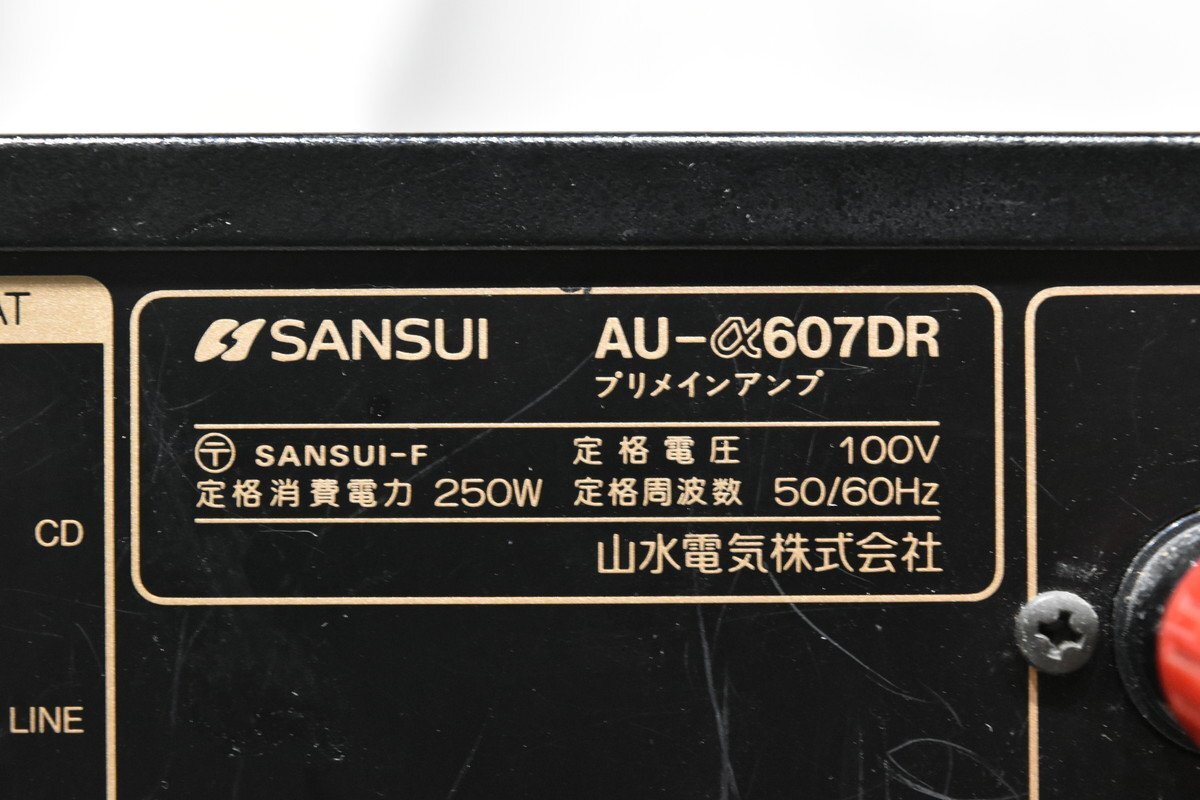 AT
SANSUI AU-α607DR
プリメインアンプ
〒 SANSUI-F 定格電圧 100V
定格消費電力 250W 定格周波数 50/60Hz
山水電気株式会社
CD
LINE